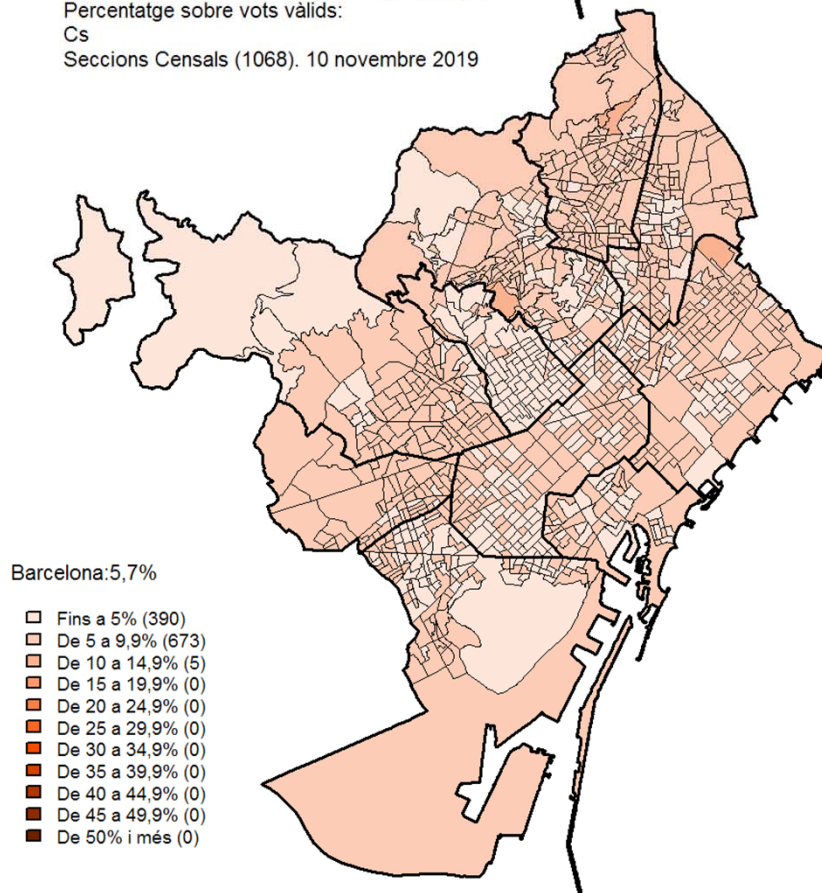 Percentatge sobre vots vàlids:
Cs
Seccions Censals (1068). 10 novembre 2019
Barcelona:5,7%
Fins a 5% (390)
De 5 a 9,9% (673)
De 10 a 14,9% (5)
De 15 a 19,9% (0)
De 20 a 24,9% (0)
De 25 a 29,9% (0)
De 30 a 34,9% (0)
De 35 a 39,9% (0)
De 40 a 44,9% (0)
De 45 a 49,9% (0)
De 50% i més (0)